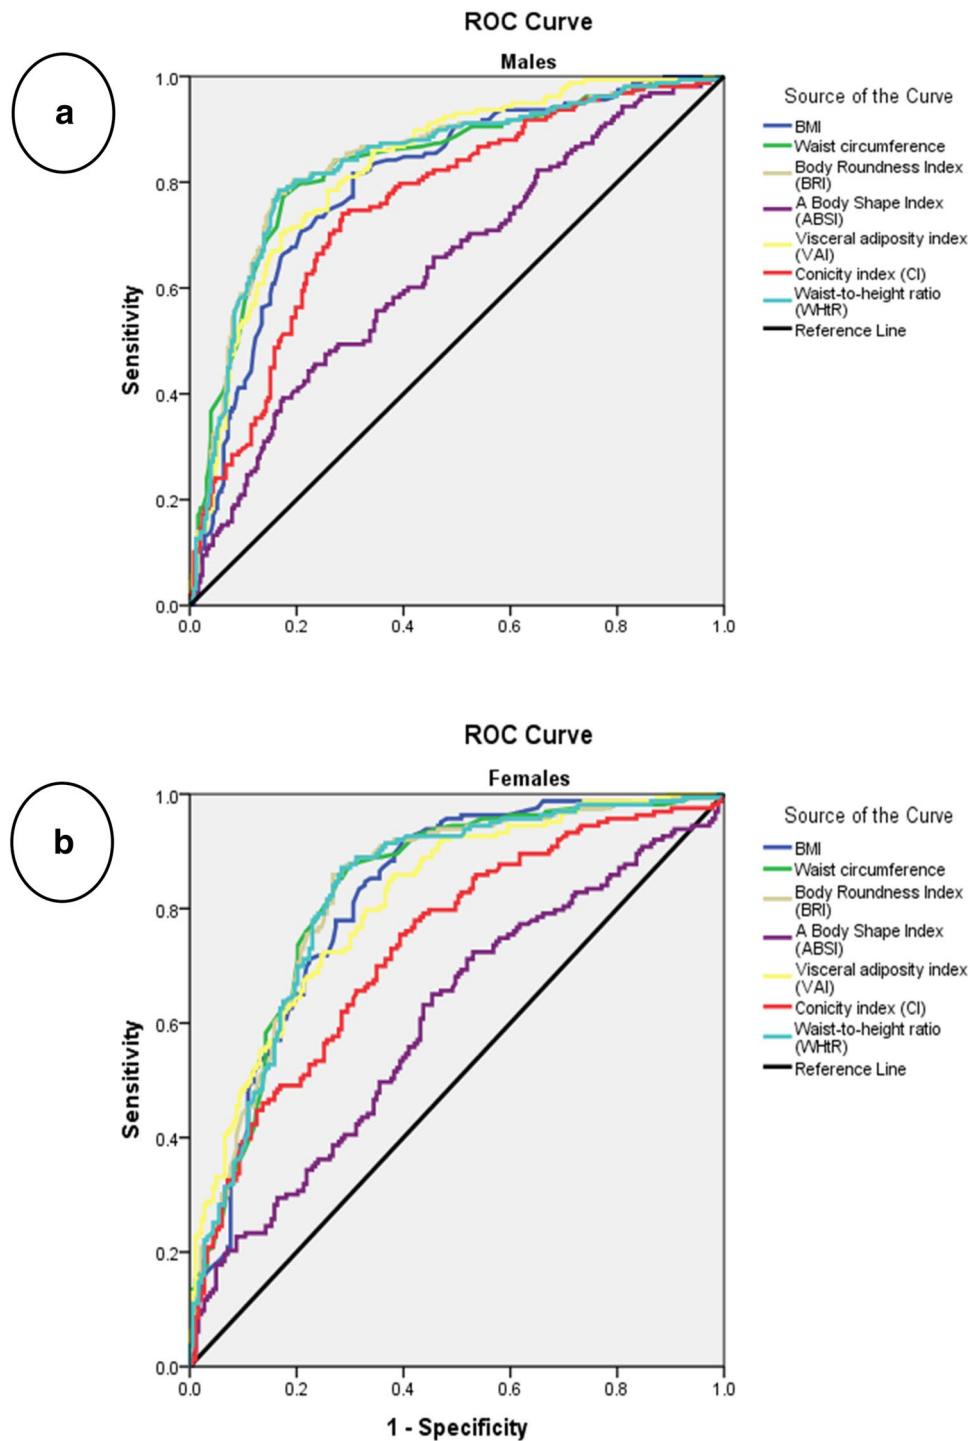 ROC Curve
Males
a
Source of the Curve
BMI
Waist circumference
Body Roundness Index
(BRI)
A Body Shape Index
(ABSI)
Visceral adiposity index
(VAI)
Conicity index (CI)
Waist-to-height ratio
(WHtR)
Reference Line
Sensitivity
1.0
0.8
0.6
0.4
0.2
0.0
0.0 0.2 0.4 0.6 0.8 1.0
ROC Curve
Females
b
Source of the Curve
BMI
Waist circumference
Body Roundness Index
(BRI)
A Body Shape Index
(ABSI)
Visceral adiposity index
(VAI)
Conicity index (CI)
Waist-to-height ratio
(WHtR)
Reference Line
Sensitivity
1.0
0.8
0.6
0.4
0.2
0.0
0.0 0.2 0.4 0.6 0.8 1.0
1 - Specificity